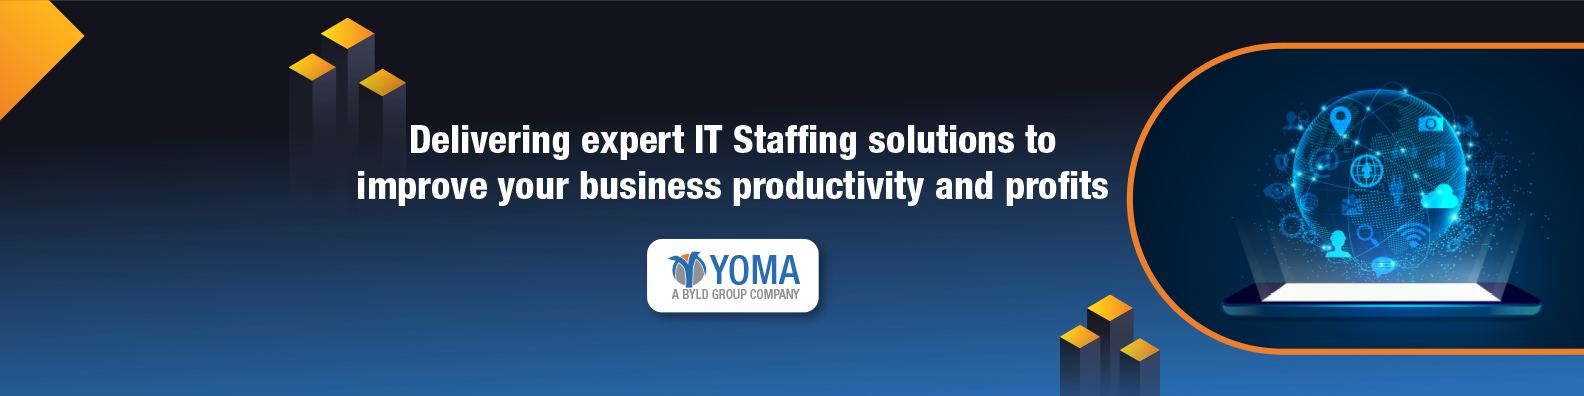 Delivering expert IT Staffing solutions to
improve your business productivity and profits
YOMA
A BYLD GROUP COMPANY